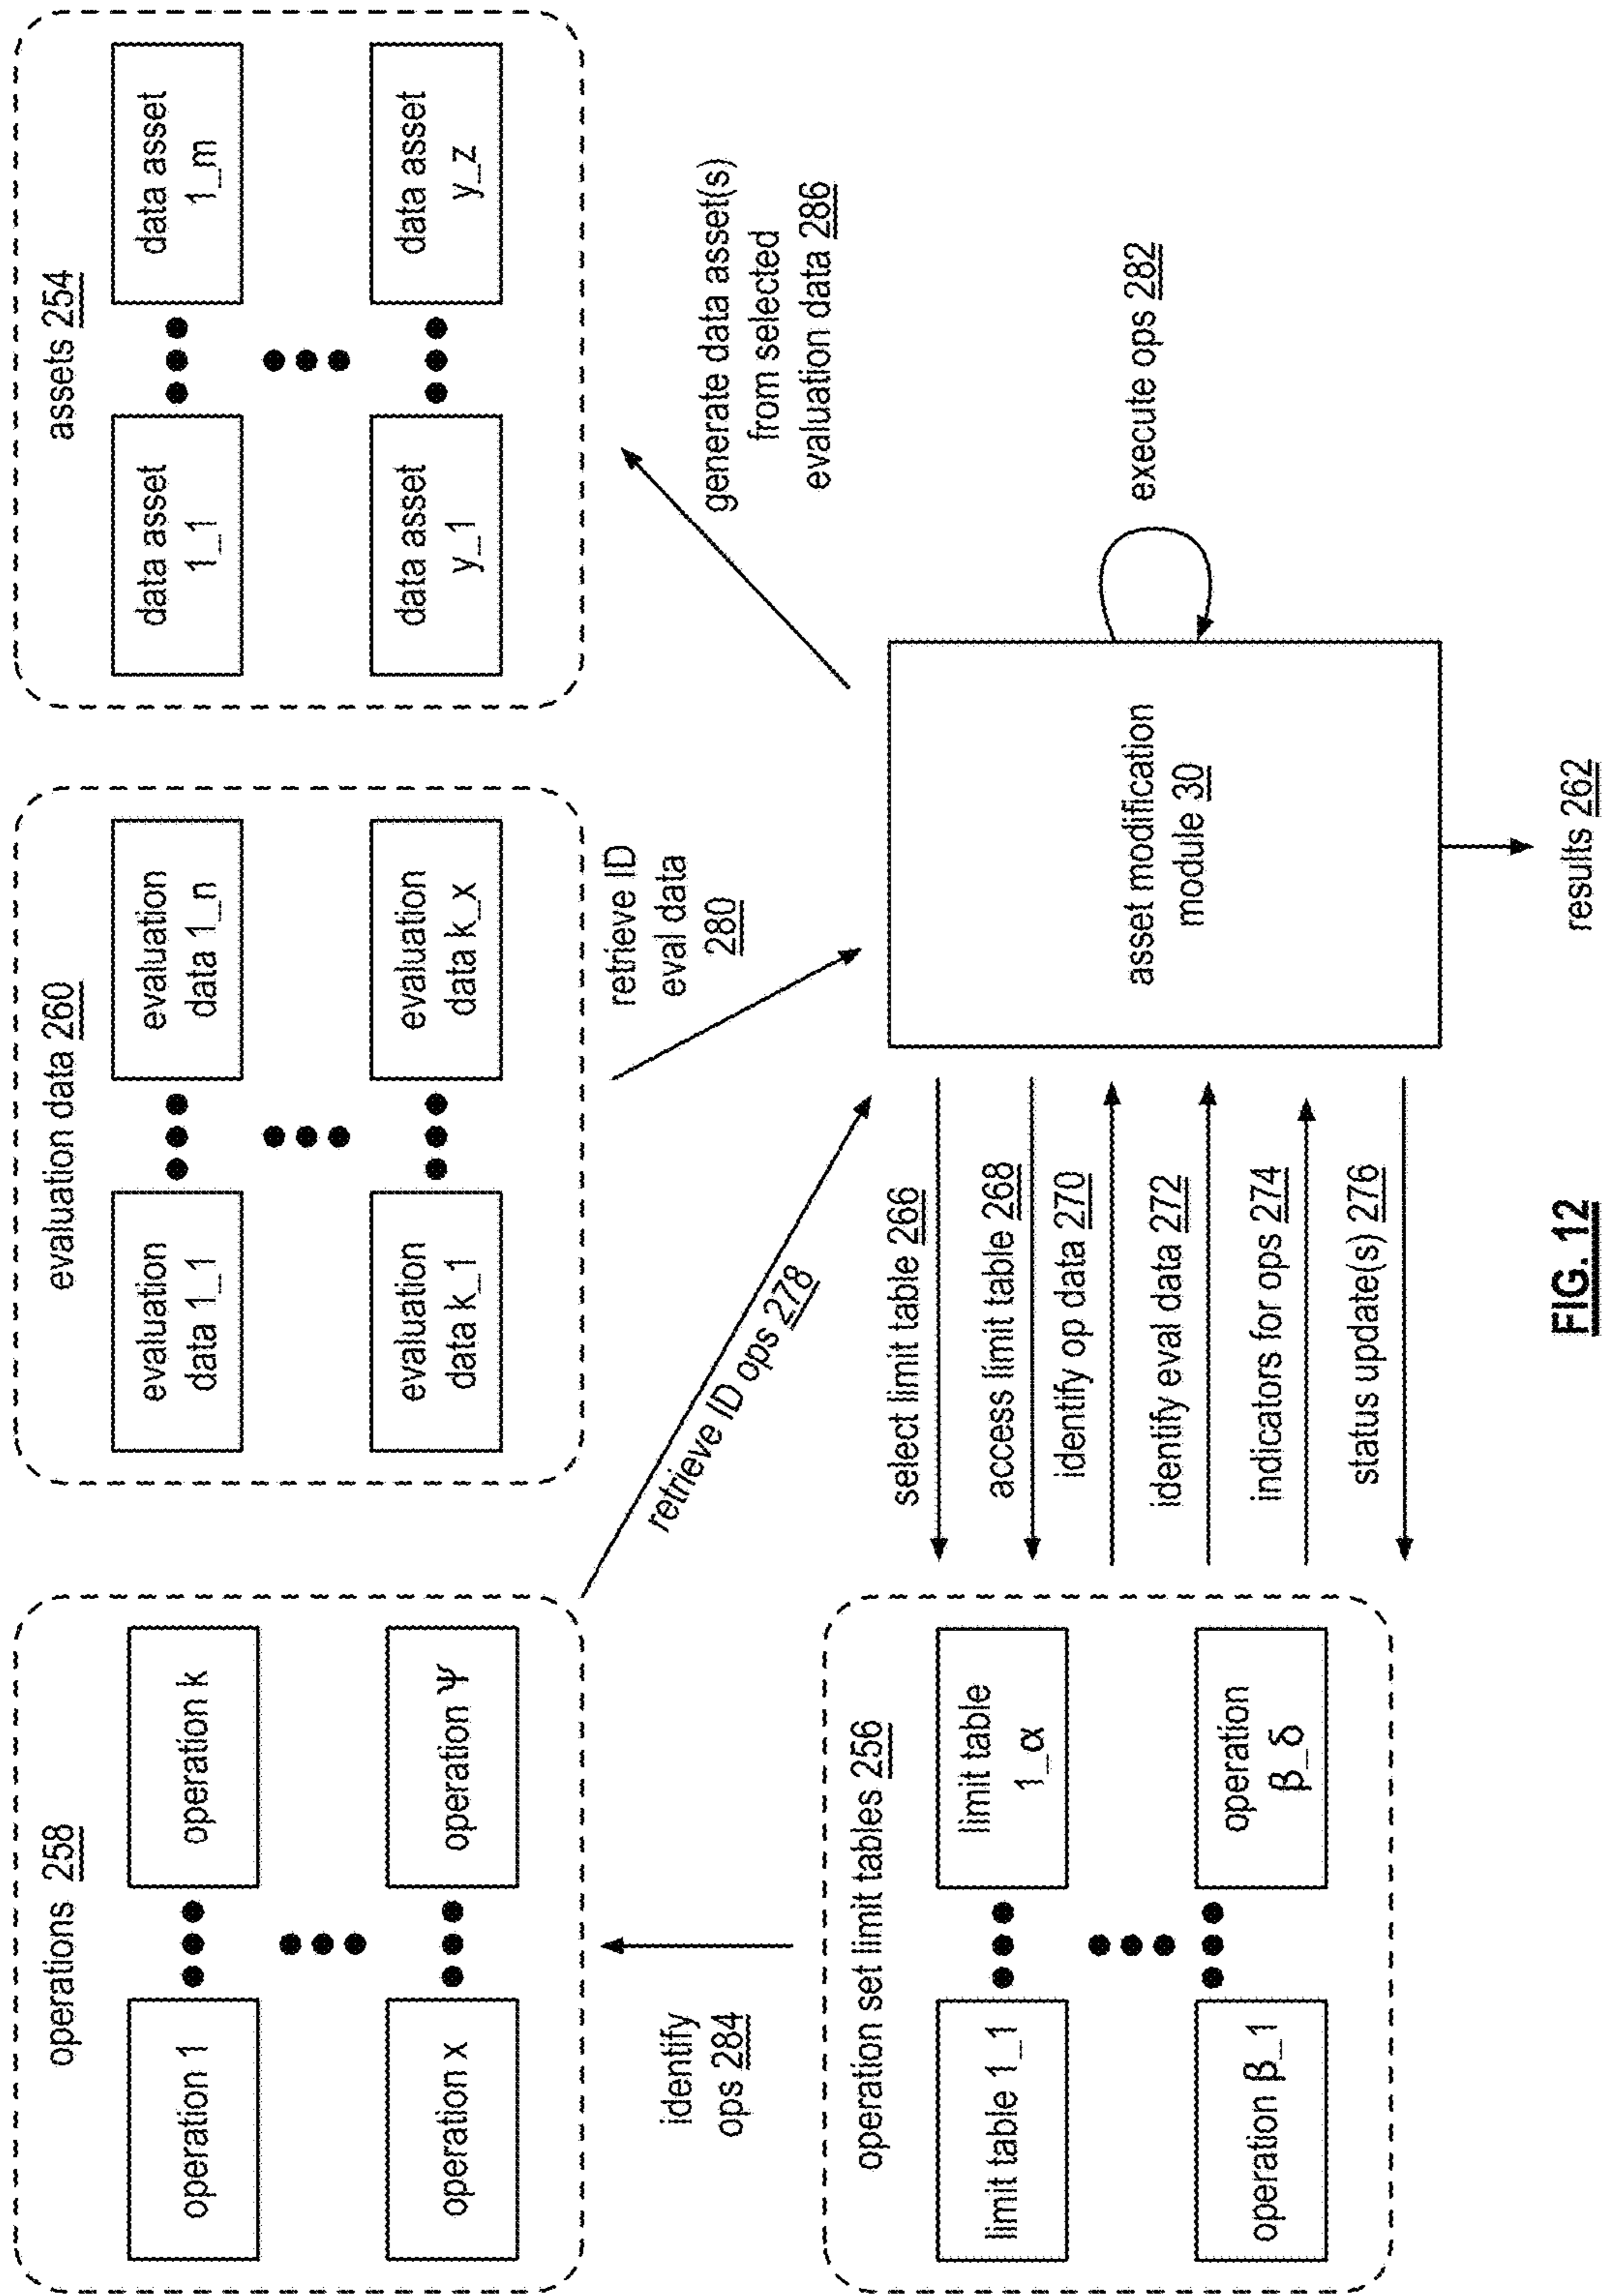 operations 258
operation 1
operation k
operation x
operation Ψ
evaluation data 260
evaluation
data 1_1
evaluation
data 1_n
evaluation
data k_1
evaluation
data k_x
assets 254
data asset
1_1
data asset
1_m
data asset
y_1
data asset
y_z
identify
ops 284
retrieve ID ops 278
retrieve ID
eval data
280
generate data asset(s)
from selected
evaluation data 286
operation set limit tables 256
limit table 1_1
limit table
1_α
operation β_1
operation
β_δ
select limit table 266
access limit table 268
identify op data 270
identify eval data 272
indicators for ops 274
status update(s) 276
asset modification
module 30
execute ops 282
results 262
FIG. 12